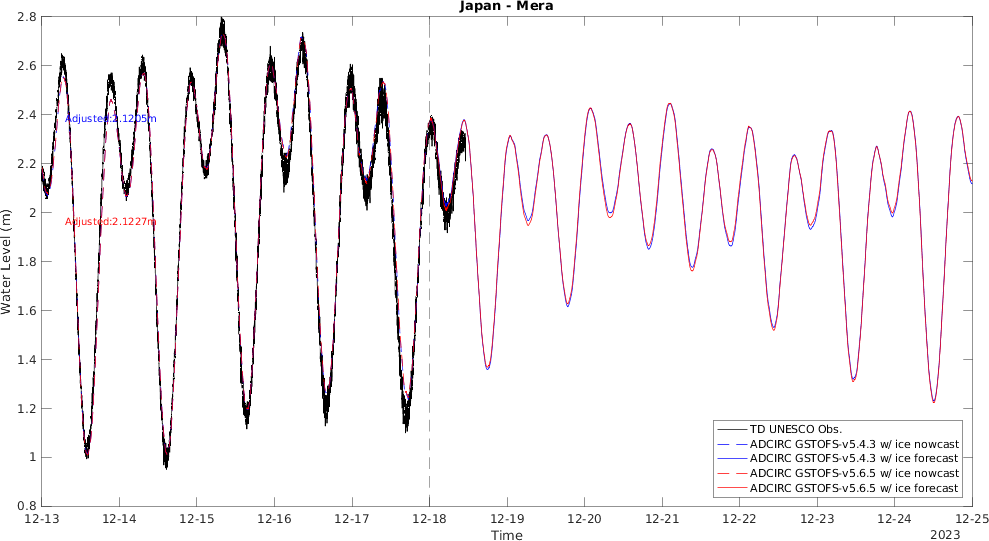 Japan - Mera
2.8
2.6
2.4
2.2
2
1.8
1.6
1.4
1.2
1
0.8
Water Level (m)
Adjusted:2.1205m
Adjusted:2.1227m
TD UNESCO Obs.
ADCIRC GSTOFS-v5.4.3 w/ ice nowcast
ADCIRC GSTOFS-v5.4.3 w/ ice forecast
ADCIRC GSTOFS-v5.6.5 w/ ice nowcast
ADCIRC GSTOFS-v5.6.5 w/ ice forecast
12-13 12-14 12-15 12-16 12-17 12-18 12-19 12-20 12-21 12-22 12-23 12-24 12-25
Time
2023